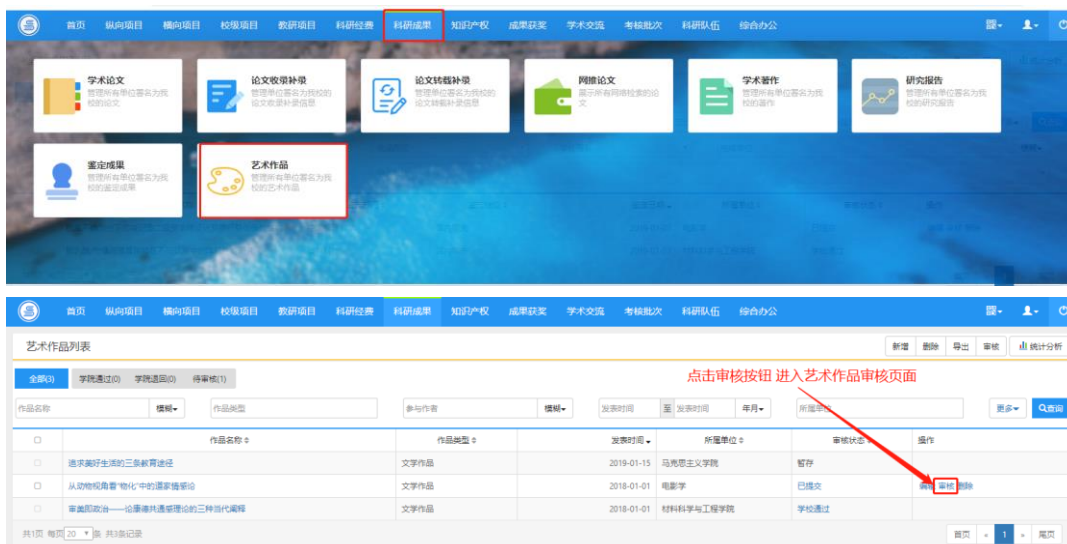 首页 纵向项目 横向项目 校级项目 教研项目 科研经费 科研成果 知识产权 成果获奖 学术交流 考核批次 科研队伍 综合办公
学术论文
管理所有单位署名为我
校的论文
论文收录补录
管理单位署名为我校的
论文收录补录信息
论文转载补录
管理单位署名为我校的
论文转载补录信息
网推论文
展示所有网络检索的论
文
学术著作
管理所有单位署名为我
校的著作
研究报告
管理所有单位署名为我
校的研究报告
鉴定成果
管理所有单位署名为我
校的鉴定成果
艺术作品
管理所有单位署名为我
校的艺术作品
首页 纵向项目 横向项目 校级项目 教研项目 科研经费 科研成果 知识产权 成果获奖 学术交流 考核批次 科研队伍 综合办公
艺术作品列表 新增 删除 导出 审核 统计分析
全部(3) 学院通过(0) 学院退回(0) 待审核(1)
点击审核按钮 进入艺术作品审核页面
作品名称 模糊 作品类型 参与作者 模糊 发表时间 至 发表时间 年月 所属单位 更多 查询
作品名称 作品类型 发表时间 所属单位 审核状态 操作
追求美好生活的三条教育途径 文学作品 2019-01-15 马克思主义学院 暂存
从动物视角看“物化”中的儒家情感论 文学作品 2018-01-01 电影学 已提交 编辑 审核 删除
审美即政治——论康德共通感理论的三种当代阐释 文学作品 2018-01-01 材料科学与工程学院 学校通过
共1页 每页 20 条 共3条记录 首页 « 1 » 尾页